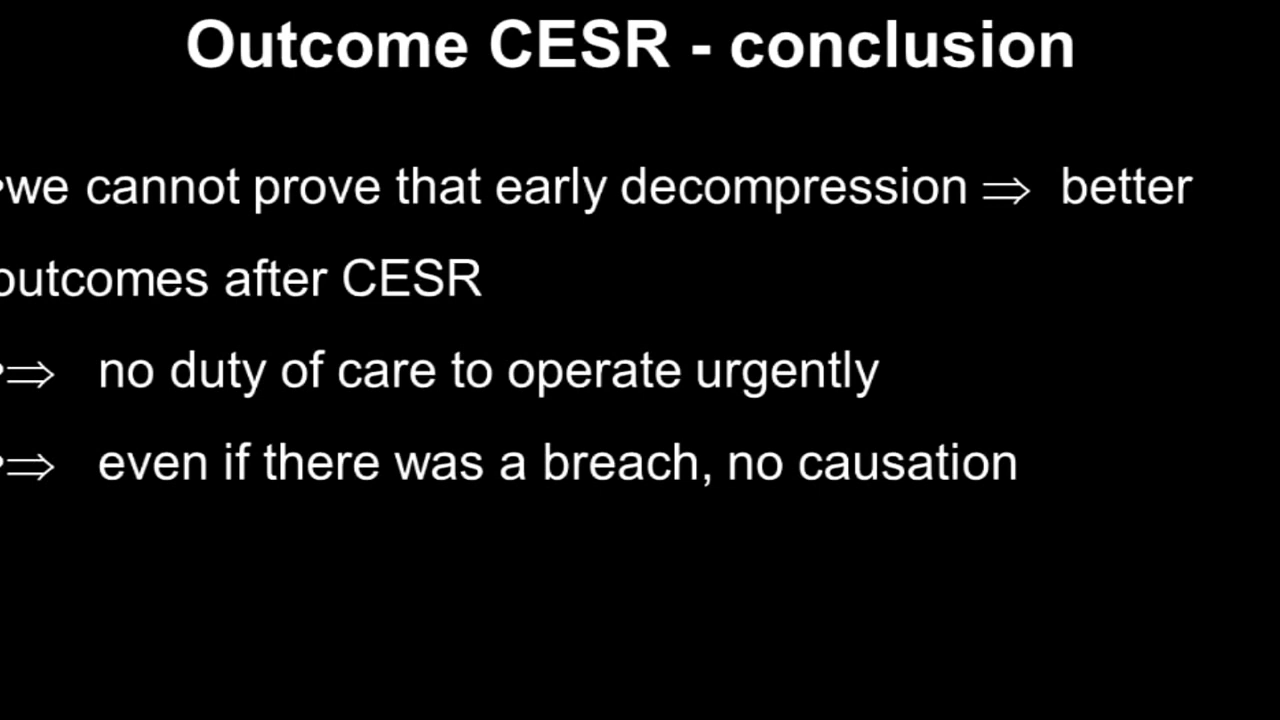 Outcome CESR - conclusion
•we cannot prove that early decompression ⇒ better
outcomes after CESR
•⇒ no duty of care to operate urgently
•⇒ even if there was a breach, no causation